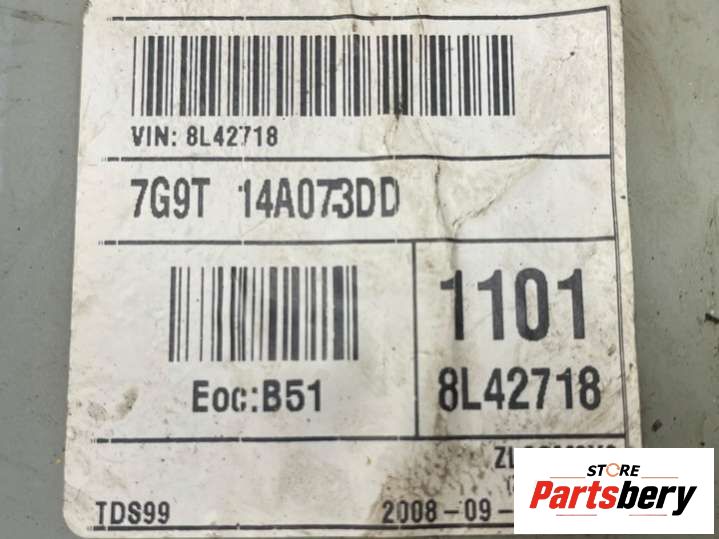 VIN: 8L42718
7G9T 14A073DD
1101
Eoc:B51
8L42718
TDS99
2008-09-
STORE
Partsbery